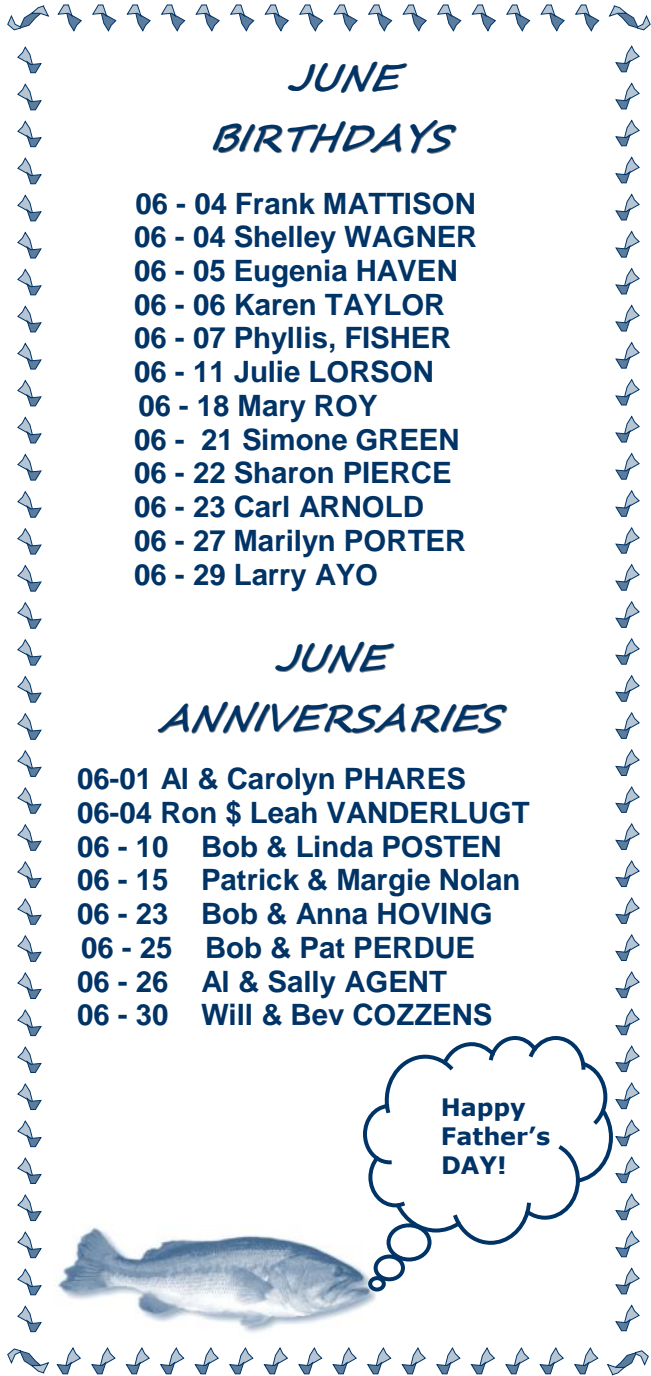 JUNE
BIRTHDAYS
06 - 04 Frank MATTISON
06 - 04 Shelley WAGNER
06 - 05 Eugenia HAVEN
06 - 06 Karen TAYLOR
06 - 07 Phyllis, FISHER
06 - 11 Julie LORSON
06 - 18 Mary ROY
06 -  21 Simone GREEN
06 - 22 Sharon PIERCE
06 - 23 Carl ARNOLD
06 - 27 Marilyn PORTER
06 - 29 Larry AYO
JUNE
ANNIVERSARIES
06-01 Al & Carolyn PHARES
06-04 Ron $ Leah VANDERLUGT
06 - 10    Bob & Linda POSTEN
06 - 15    Patrick & Margie Nolan
06 - 23    Bob & Anna HOVING
06 - 25    Bob & Pat PERDUE
06 - 26    Al & Sally AGENT
06 - 30    Will & Bev COZZENS
Happy
Father’s
DAY!